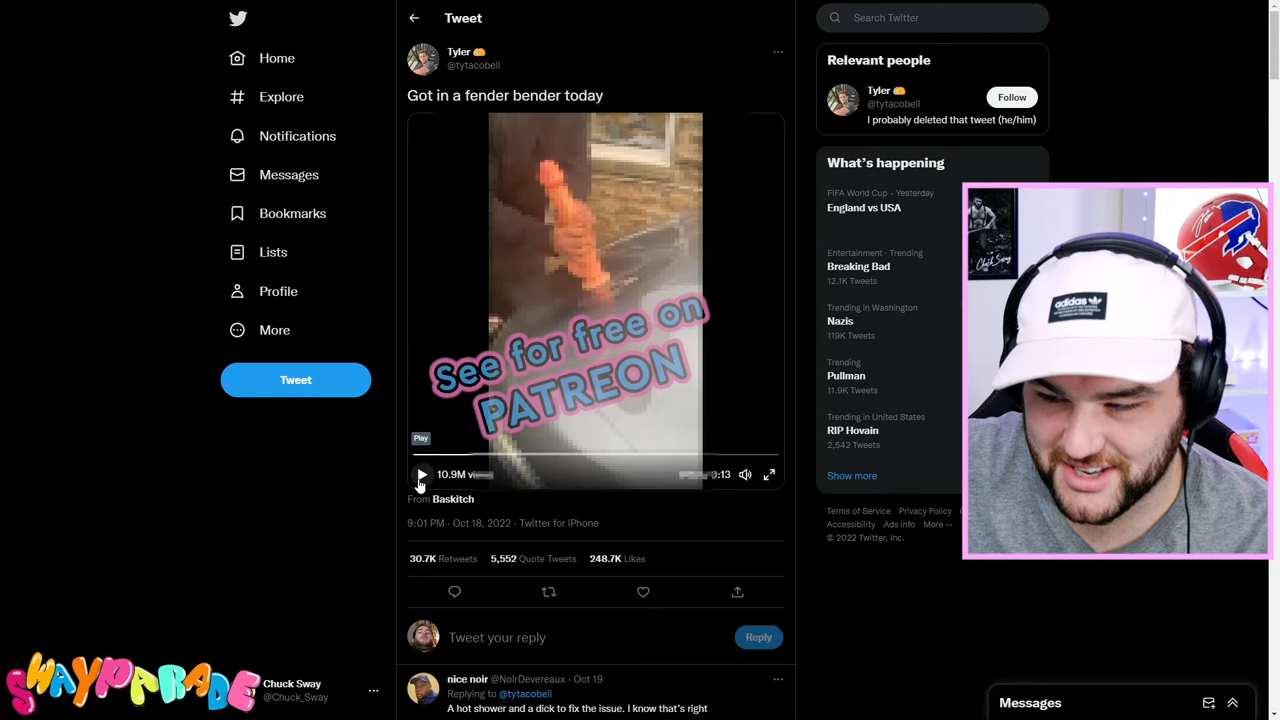 Tweet
Search Twitter
Home
Explore
Notifications
Messages
Bookmarks
Lists
Profile
More
Tweet
Tyler
@tytacobell
Got in a fender bender today
See for free on
PATREON
Play
10.9M
:13
From Baskitch
9:01 PM · Oct 18, 2022 · Twitter for iPhone
30.7K Retweets 5,552 Quote Tweets 248.7K Likes
Tweet your reply
Reply
nice noir @NoirDevereaux · Oct 19
Replying to @tytacobell
A hot shower and a dick to fix the issue. I know that's right
Relevant people
Tyler
@tytacobell
Follow
I probably deleted that tweet (he/him)
What's happening
FIFA World Cup · Yesterday
England vs USA
Entertainment · Trending
Breaking Bad
12.1K Tweets
Trending in Washington
Nazis
119K Tweets
Trending
Pullman
11.9K Tweets
Trending in United States
RIP Hovain
2,542 Tweets
Show more
Terms of Service Privacy Policy
Accessibility Ads info More ···
© 2022 Twitter, Inc.
Chuck Sway
adidas
SWAYPARADE
Chuck Sway
@Chuck_Sway
Messages